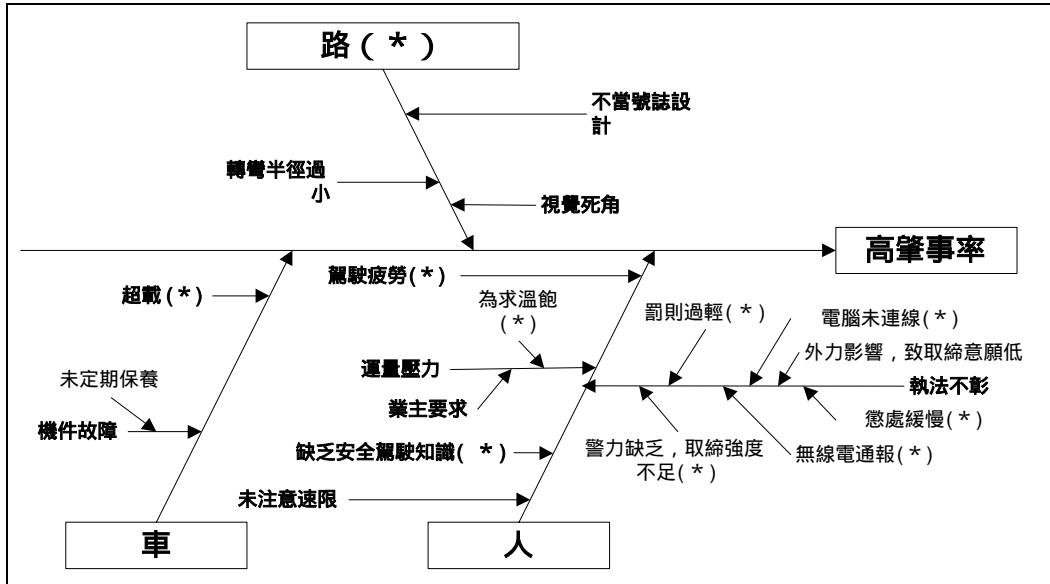 路 ( * )
不當號誌設
計
轉彎半徑過
小
視覺死角
高肇事率
駕駛疲勞( * )
超載 ( * )
為求溫飽
( * )
罰則過輕( * )
電腦未連線( * )
外力影響 , 致取締意願低
運量壓力
未定期保養
執法不彰
業主要求
懲處緩慢( * )
機件故障
缺乏安全駕駛知識( * )
警力缺乏 , 取締強度
不足( * )
無線電通報( * )
未注意速限
車
人